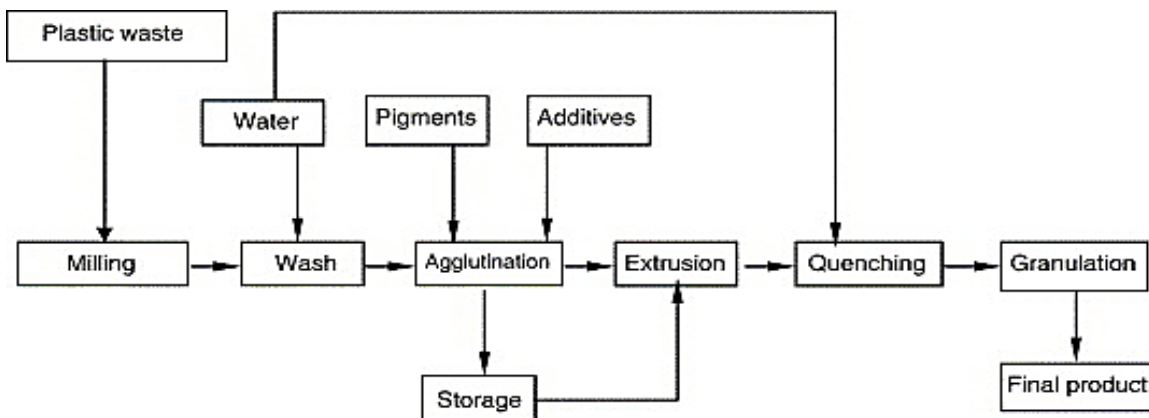 Plastic waste
Water
Pigments
Additives
Milling
Wash
Agglutination
Extrusion
Quenching
Granulation
Storage
Final product